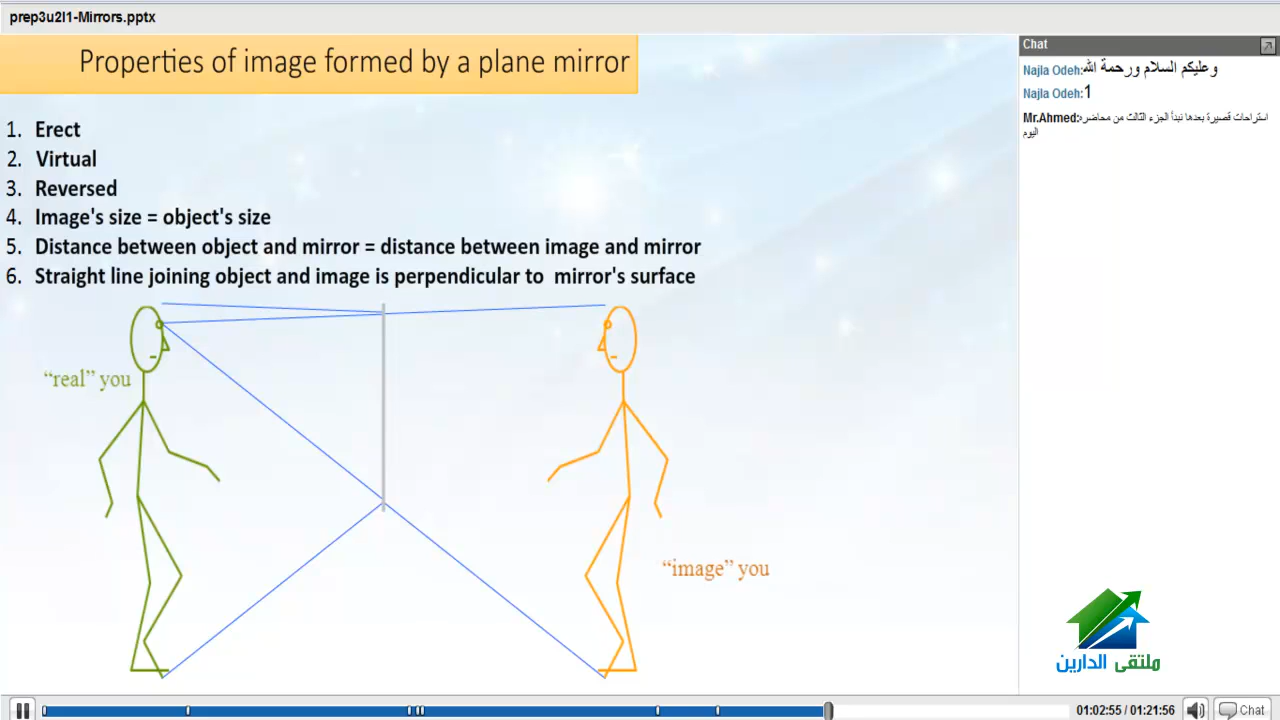 prep3u2l1-Mirrors.pptx
Properties of image formed by a plane mirror
1. Erect
2. Virtual
3. Reversed
4. Image's size = object's size
5. Distance between object and mirror = distance between image and mirror
6. Straight line joining object and image is perpendicular to mirror's surface
“real” you
“image” you
Chat
Najla Odeh:وعليكم السلام ورحمة الله
Najla Odeh:1
Mr.Ahmed:استراحات قصيرة بعدها نبدأ الجزء الثالث من محاضره
اليوم
ملتقى الدارين
01:02:55 / 01:21:56
Chat